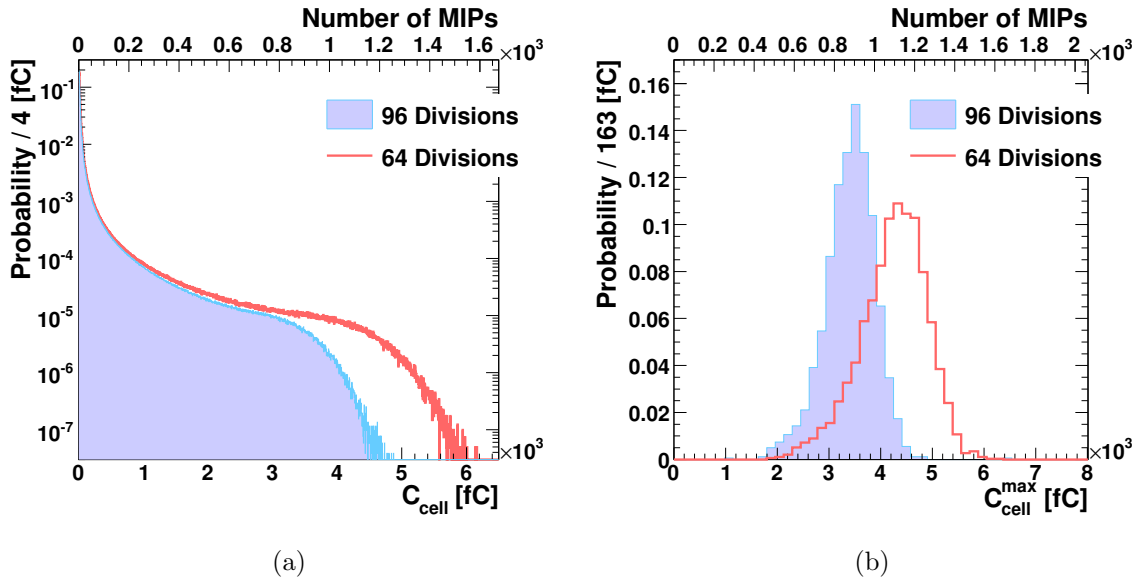 Number of MIPs
0 0.2 0.4 0.6 0.8 1 1.2 1.4 1.6
×10³
Probability / 4 [fC]
10⁻¹
10⁻²
10⁻³
10⁻⁴
10⁻⁵
10⁻⁶
10⁻⁷
96 Divisions
64 Divisions
×10³
0 1 2 3 4 5 6
C_cell [fC]
(a)
Number of MIPs
0 0.2 0.4 0.6 0.8 1 1.2 1.4 1.6 1.8 2
×10³
Probability / 163 [fC]
0.16
0.14
0.12
0.1
0.08
0.06
0.04
0.02
0
96 Divisions
64 Divisions
×10³
0 1 2 3 4 5 6 7 8
C_cell^max [fC]
(b)